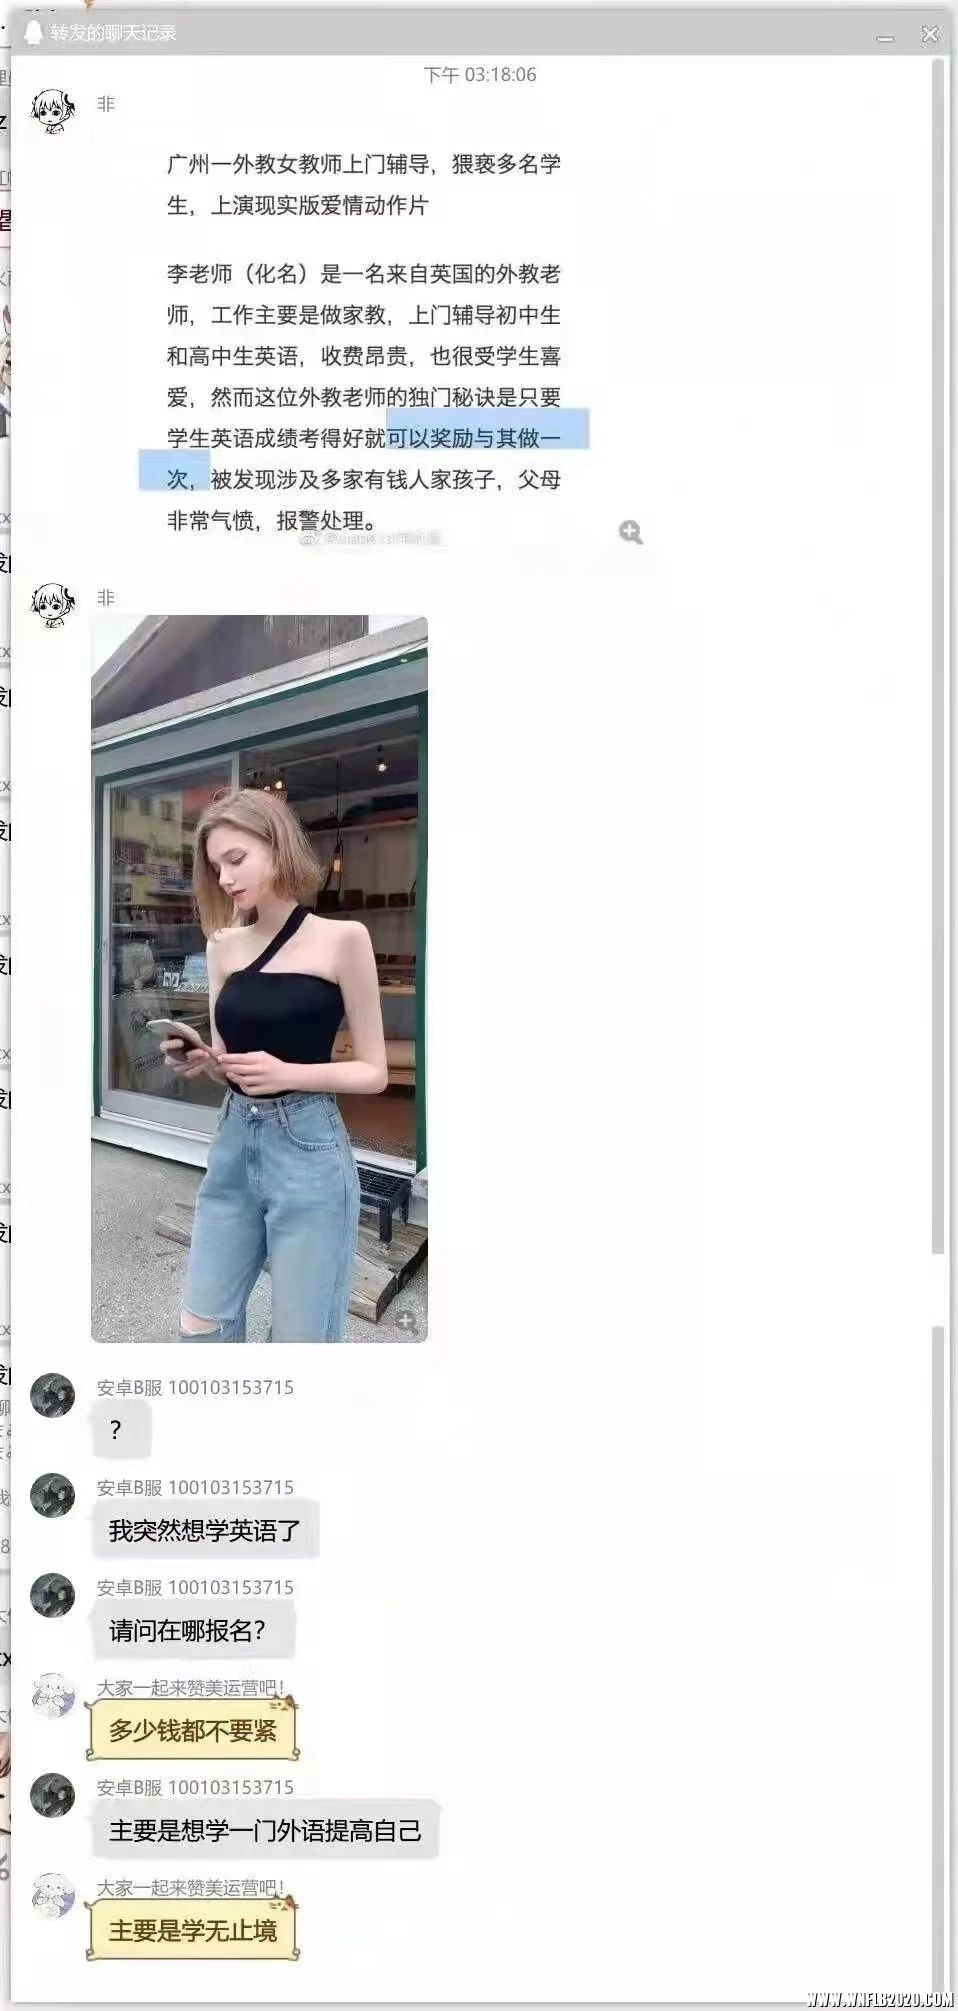 转发的聊天记录
下午 03:18:06
非
广州一外教女教师上门辅导，猥亵多名学
生，上演现实版爱情动作片
李老师（化名）是一名来自英国的外教老
师，工作主要是做家教，上门辅导初中生
和高中生英语，收费昂贵，也很受学生喜
爱，然而这位外教老师的独门秘诀是只要
学生英语成绩考得好就可以奖励与其做一
次，被发现涉及多家有钱人家孩子，父母
非常气愤，报警处理。
非
安卓B服 100103153715
？
安卓B服 100103153715
我突然想学英语了
安卓B服 100103153715
请问在哪报名？
大家一起来赞美运营吧！
多少钱都不要紧
安卓B服 100103153715
主要是想学一门外语提高自己
大家一起来赞美运营吧！
主要是学无止境
WWW.WNFLB2020.COM